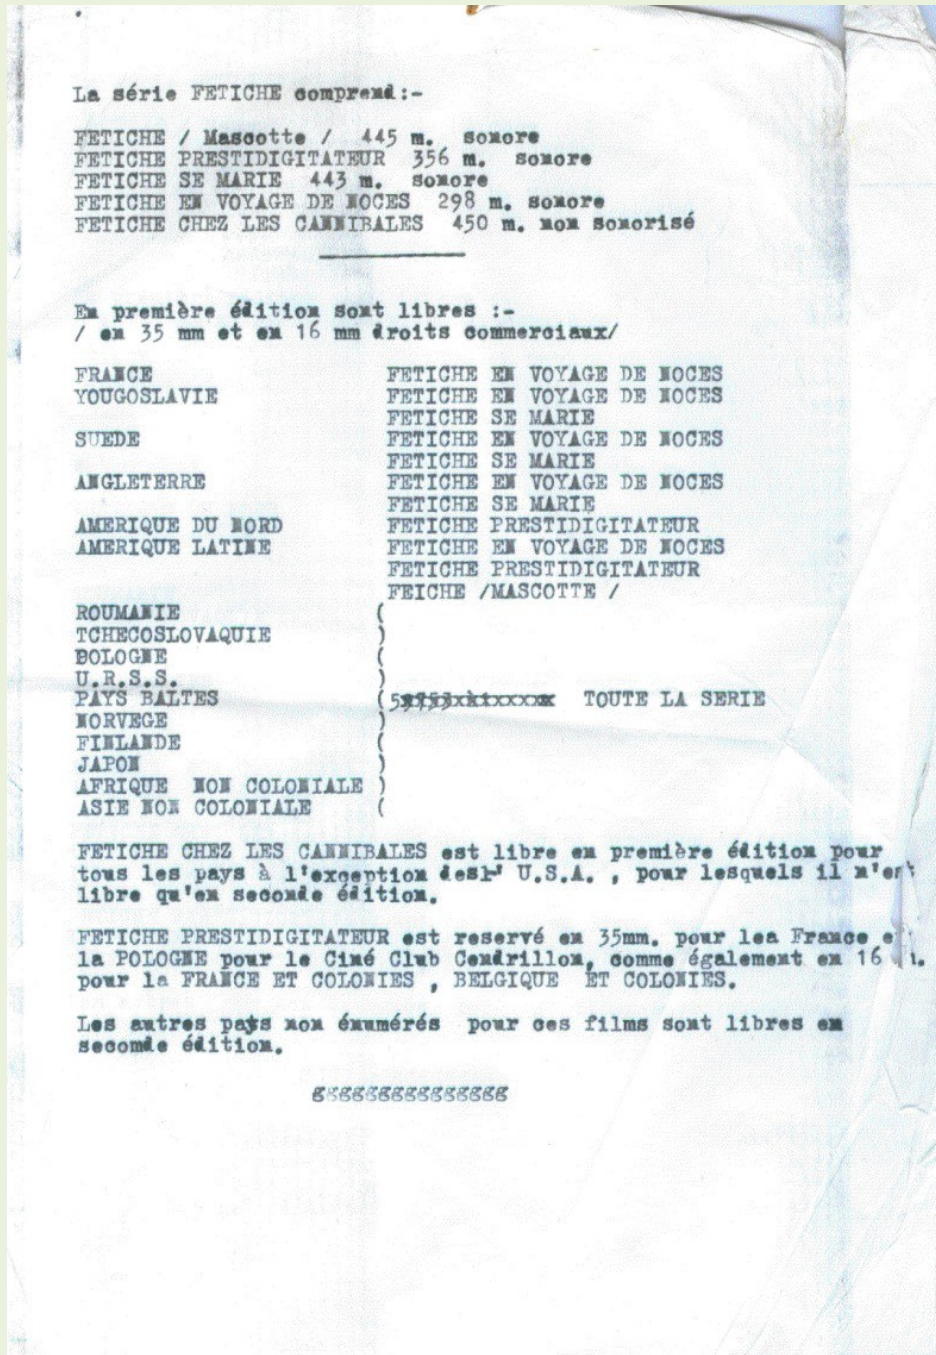 La série FETICHE comprend:-
FETICHE / Mascotte / 445 m. sonore
FETICHE PRESTIDIGITATEUR 356 m. sonore
FETICHE SE MARIE 443 m. sonore
FETICHE EN VOYAGE DE NOCES 298 m. sonore
FETICHE CHEZ LES CANNIBALES 450 m. non sonorisé
En première édition sont libres :-
/ en 35 mm et en 16 mm droits commerciaux/
FRANCE FETICHE EN VOYAGE DE NOCES
YOUGOSLAVIE FETICHE EN VOYAGE DE NOCES
FETICHE SE MARIE
SUEDE FETICHE EN VOYAGE DE NOCES
FETICHE SE MARIE
ANGLETERRE FETICHE EN VOYAGE DE NOCES
FETICHE SE MARIE
AMERIQUE DU NORD FETICHE PRESTIDIGITATEUR
AMERIQUE LATINE FETICHE EN VOYAGE DE NOCES
FETICHE PRESTIDIGITATEUR
FEICHE /MASCOTTE /
ROUMANIE (
TCHECOSLOVAQUIE )
BOLOGNE (
U.R.S.S. )
PAYS BALTES ( TOUTE LA SERIE
NORVEGE )
FINLANDE (
JAPON )
AFRIQUE NON COLONIALE )
ASIE NON COLONIALE (
FETICHE CHEZ LES CANNIBALES est libre en première édition pour
tous les pays à l'exception des U.S.A. , pour lesquels il n'est
libre qu'en seconde édition.
FETICHE PRESTIDIGITATEUR est reservé en 35mm. pour lea France et
la POLOGNE pour le Ciné Club Cendrillon, comme également en 16
pour la FRANCE ET COLONIES , BELGIQUE ET COLONIES.
Les autres pays non énumérés pour ces films sont libres en
seconde édition.
ggggggggggggggg